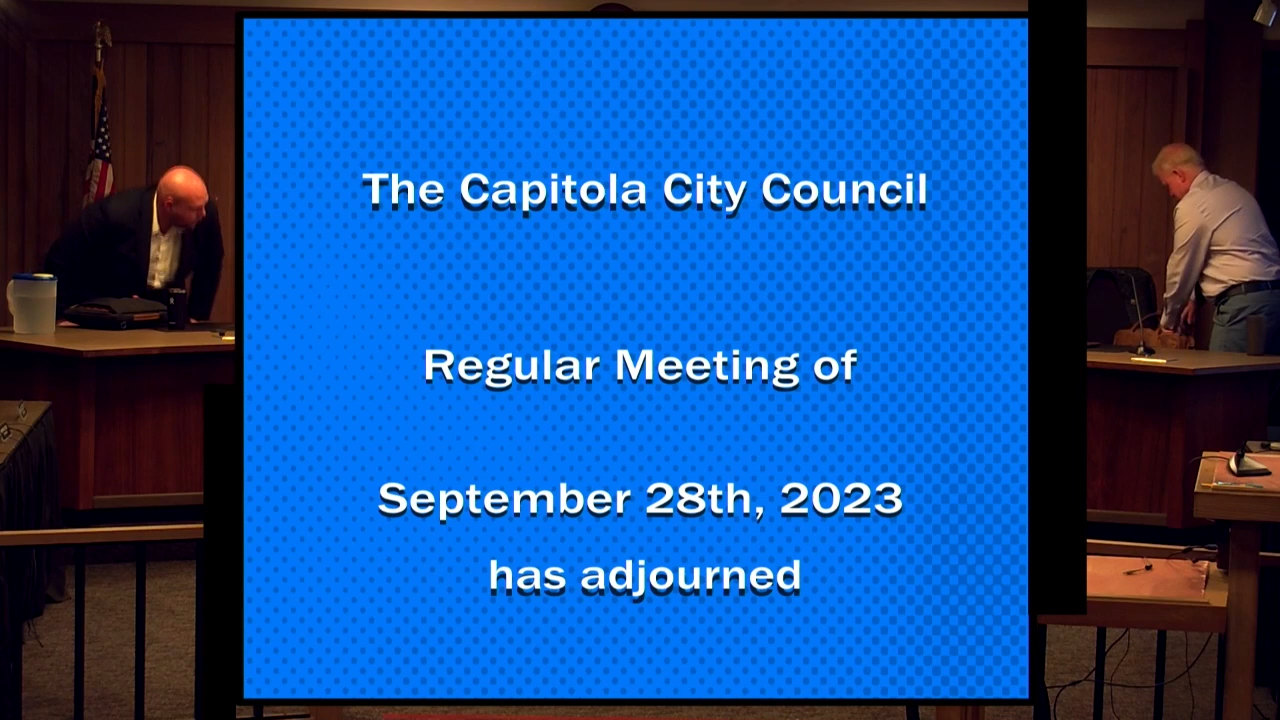 The Capitola City Council
Regular Meeting of
September 28th, 2023
has adjourned